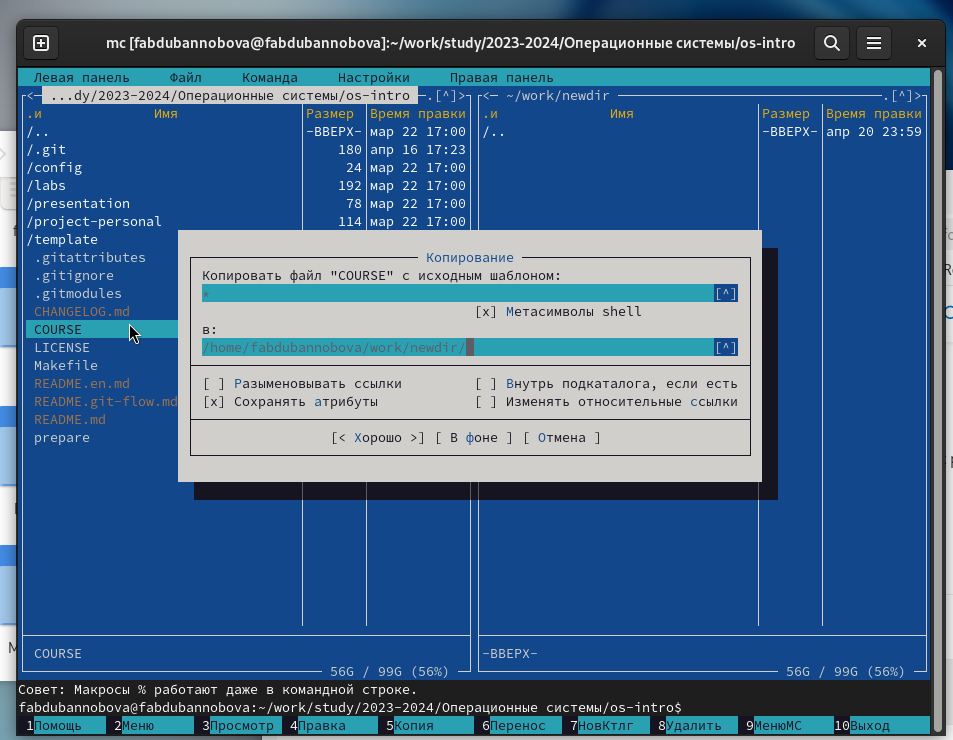 mc [fabdubannobova@fabdubannobova]:~/work/study/2023-2024/Операционные системы/os-intro
Левая панель Файл Команда Настройки Правая панель
<─ ...dy/2023-2024/Операционные системы/os-intro ─.[^]>
<─ ~/work/newdir ─.[^]>
.и Имя Размер Время правки .и Имя Размер Время правки
/.. -ВВЕРХ- мар 22 17:00 /.. -ВВЕРХ- апр 20 23:59
/.git 180 апр 16 17:23
/config 24 мар 22 17:00
/labs 192 мар 22 17:00
/presentation 78 мар 22 17:00
/project-personal 114 мар 22 17:00
/template
.gitattributes
.gitignore
.gitmodules
CHANGELOG.md
COURSE
LICENSE
Makefile
README.en.md
README.git-flow.md
README.md
prepare
Копирование
Копировать файл "COURSE" с исходным шаблоном:
* [^]
[x] Метасимволы shell
в:
/home/fabdubannobova/work/newdir/ [^]
[ ] Разыменовывать ссылки [ ] Внутрь подкаталога, если есть
[x] Сохранять атрибуты [ ] Изменять относительные ссылки
[< Хорошо >] [ В фоне ] [ Отмена ]
COURSE -ВВЕРХ-
56G / 99G (56%) 56G / 99G (56%)
Совет: Макросы % работают даже в командной строке.
fabdubannobova@fabdubannobova:~/work/study/2023-2024/Операционные системы/os-intro$
1Помощь 2Меню 3Просмотр 4Правка 5Копия 6Перенос 7НовКтлг 8Удалить 9МенюMC 10Выход